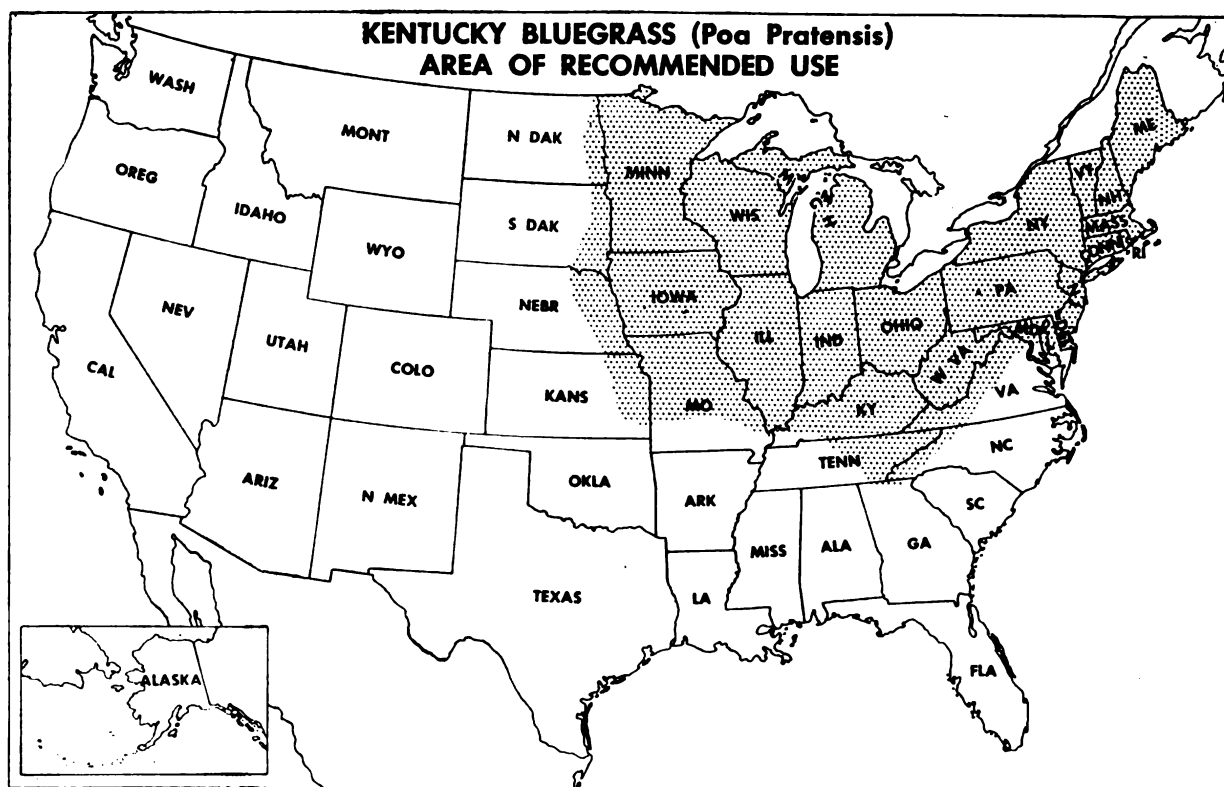 KENTUCKY BLUEGRASS (Poa Pratensis)
AREA OF RECOMMENDED USE
WASH
MONT
N DAK
MINN
ME
OREG
IDAHO
S DAK
WIS
VT
NH
WYO
NY
MASS
CONN
RI
NEV
NEBR
IOWA
PA
UTAH
COLO
ILL
IND
OHIO
W VA
CAL
KANS
MO
KY
VA
ARIZ
N MEX
OKLA
TENN
NC
ARK
SC
MISS
ALA
GA
TEXAS
LA
FLA
ALASKA